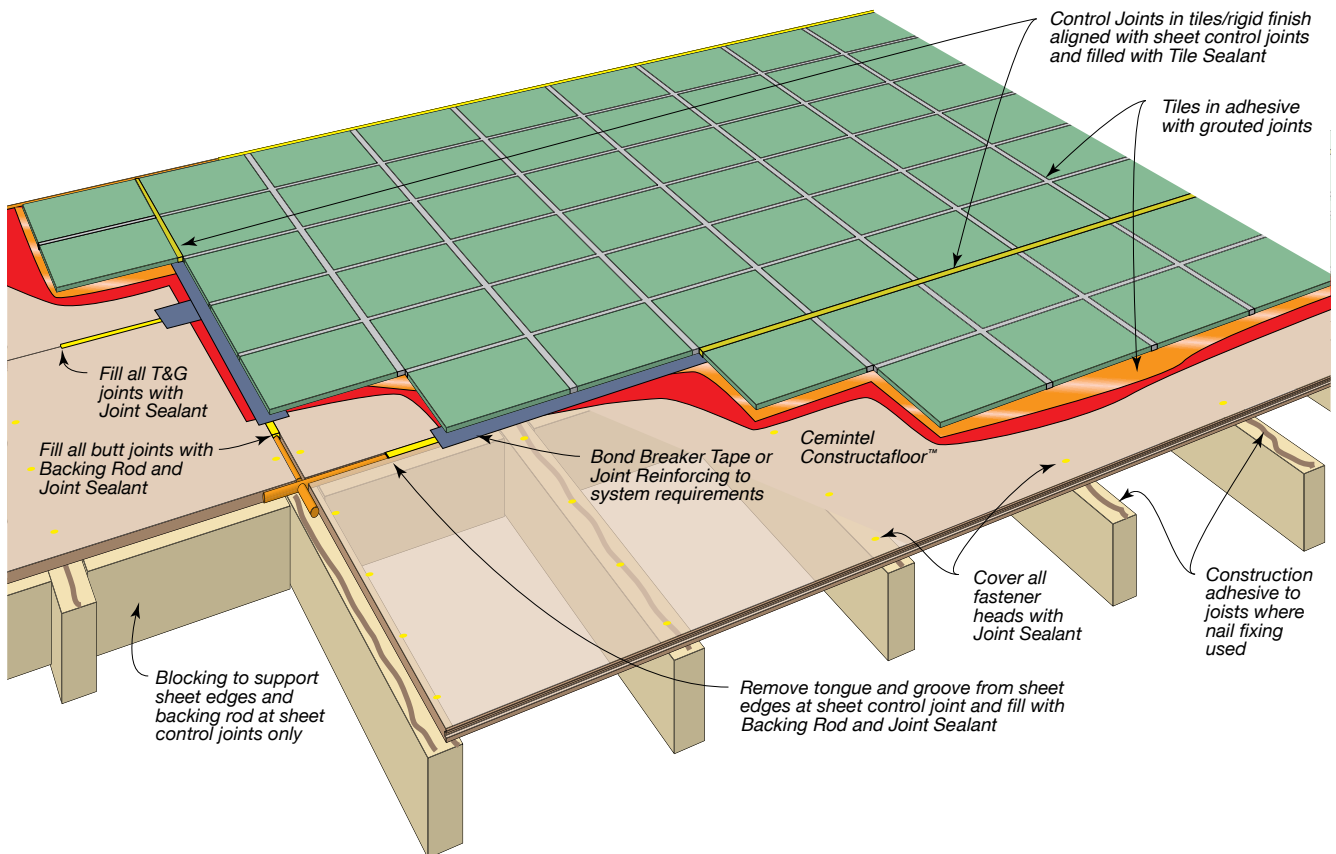 Control Joints in tiles/rigid finish
aligned with sheet control joints
and filled with Tile Sealant
Tiles in adhesive
with grouted joints
Fill all T&G
joints with
Joint Sealant
Fill all butt joints with
Backing Rod and
Joint Sealant
Bond Breaker Tape or
Joint Reinforcing to
system requirements
Cemintel
Constructafloor™
Cover all
fastener
heads with
Joint Sealant
Construction
adhesive to
joists where
nail fixing
used
Blocking to support
sheet edges and
backing rod at sheet
control joints only
Remove tongue and groove from sheet
edges at sheet control joint and fill with
Backing Rod and Joint Sealant